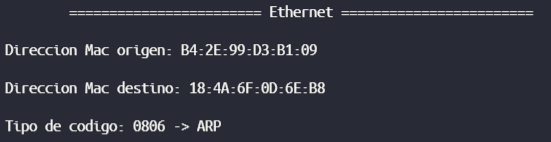 ======================== Ethernet ========================
Direccion Mac origen: B4:2E:99:D3:B1:09
Direccion Mac destino: 18:4A:6F:0D:6E:B8
Tipo de codigo: 0806 -> ARP